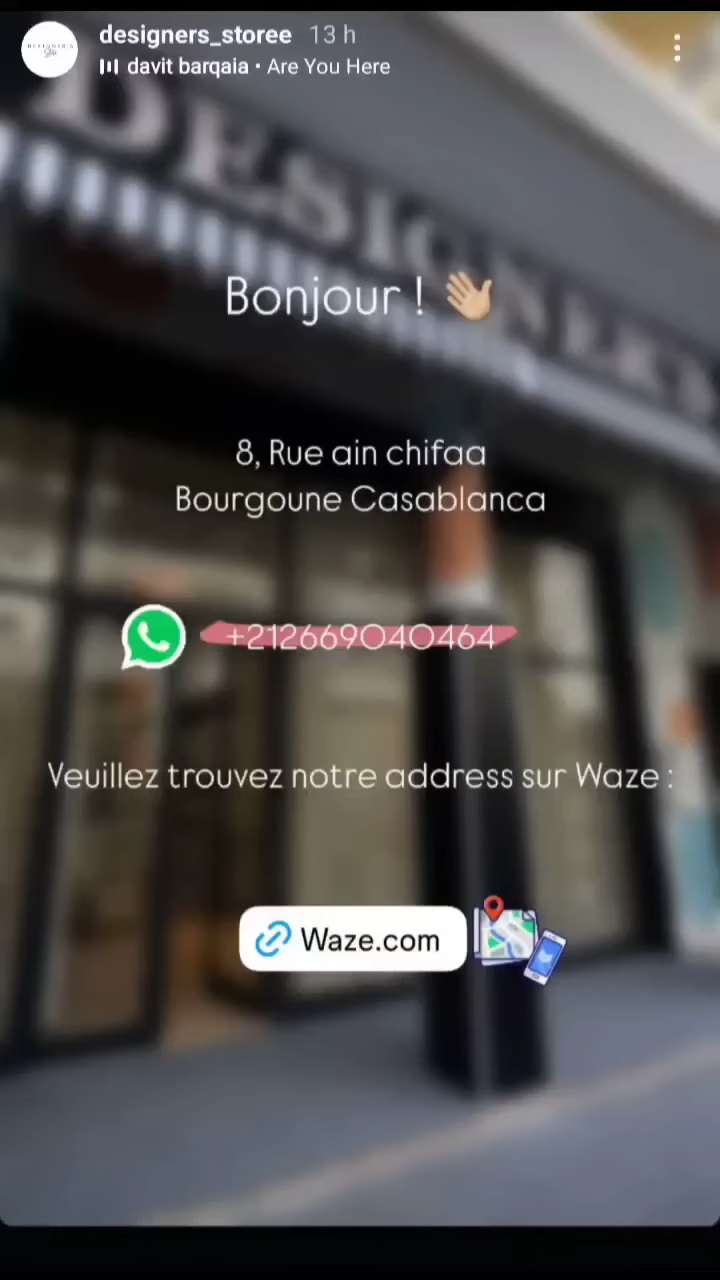 designers_storee 13 h
davit barqaia • Are You Here
DESIGNERS
Bonjour ! 👋🏼
8, Rue ain chifaa
Bourgoune Casablanca
+212669040464
Veuillez trouvez notre address sur Waze :
Waze.com